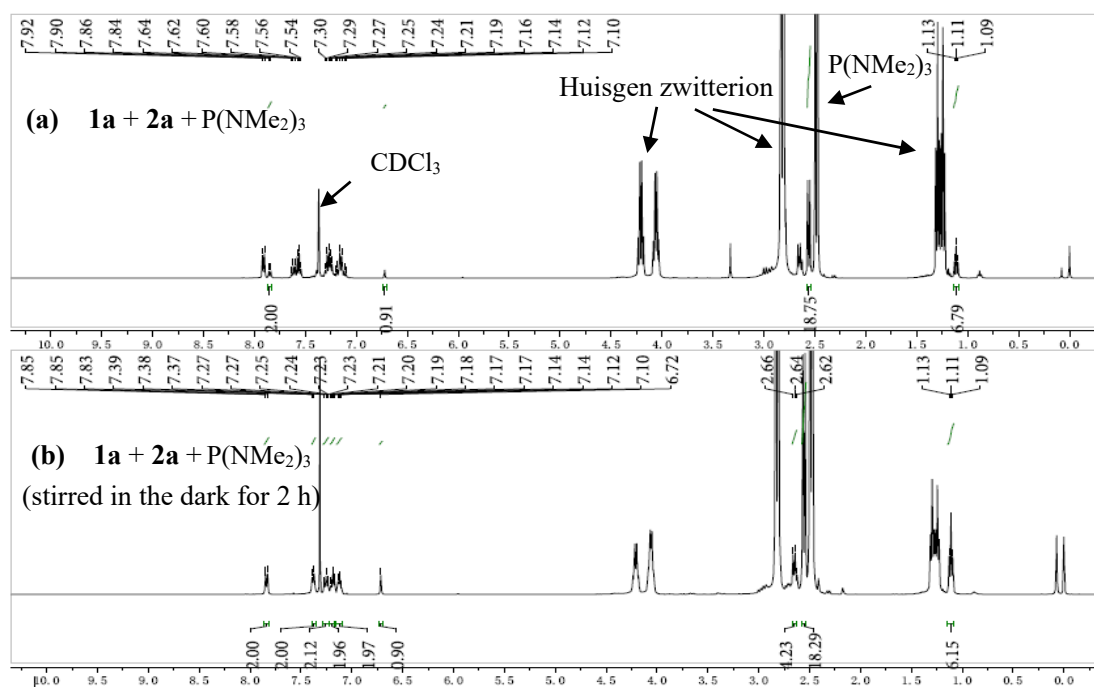 7.92 7.90 7.86 7.84 7.64 7.62 7.60 7.58 7.56 7.54 7.30 7.29 7.27 7.25 7.24 7.21 7.19 7.16 7.14 7.12 7.10 1.13 1.11 1.09
P(NMe2)3
Huisgen zwitterion
(a) 1a + 2a + P(NMe2)3
CDCl3
2.00 0.91 18.75 6.79
10.0 9.5 9.0 8.5 8.0 7.5 7.0 6.5 6.0 5.5 5.0 4.5 4.0 3.5 3.0 2.5 2.0 1.5 1.0 0.5 0.0
7.85 7.85 7.83 7.39 7.38 7.37 7.27 7.27 7.25 7.24 7.23 7.21 7.20 7.19 7.18 7.17 7.17 7.14 7.14 7.12 7.10 6.72 2.66 2.64 2.62 1.13 1.11 1.09
(b) 1a + 2a + P(NMe2)3
(stirred in the dark for 2 h)
2.00 2.00 2.12 1.96 1.97 0.90 4.23 18.29 6.15
10.0 9.5 9.0 8.5 8.0 7.5 7.0 6.5 6.0 5.5 5.0 4.5 4.0 3.5 3.0 2.5 2.0 1.5 1.0 0.5 0.0